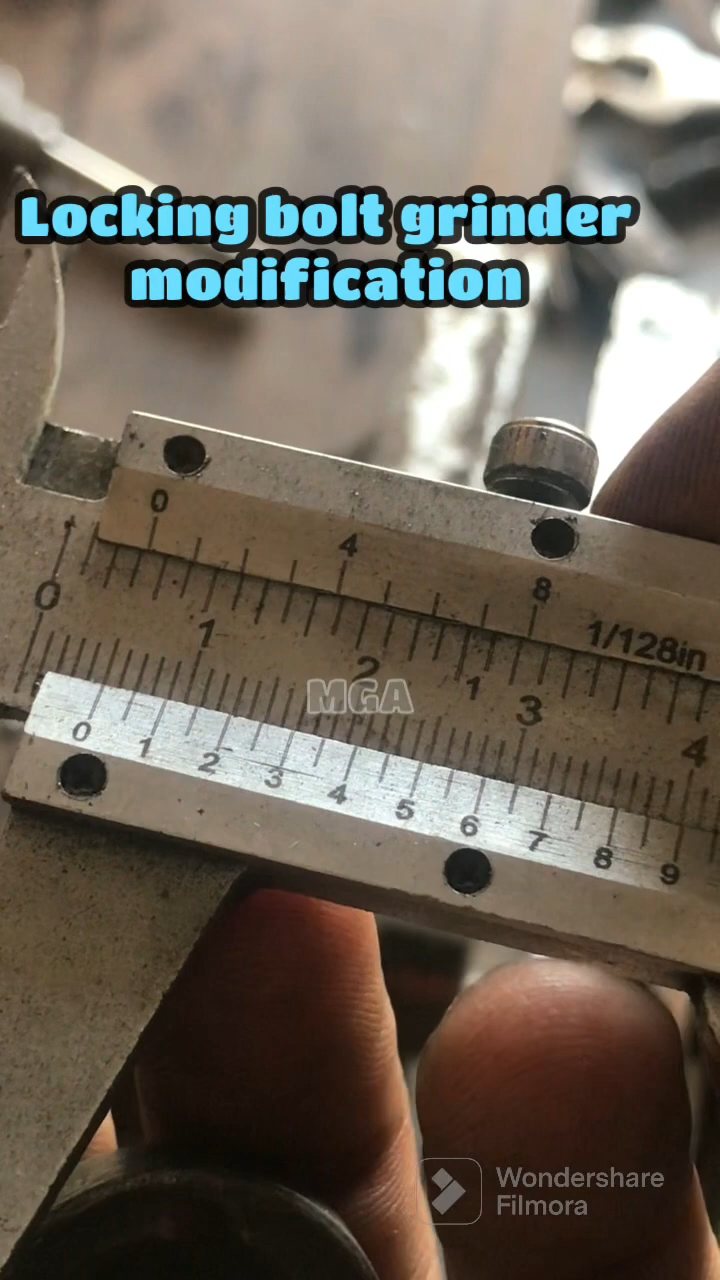 Locking bolt grinder
modification
0 4 8 1/128in
0 1 2 3 4
1
MGA
0 1 2 3 4 5 6 7 8 9
Wondershare
Filmora